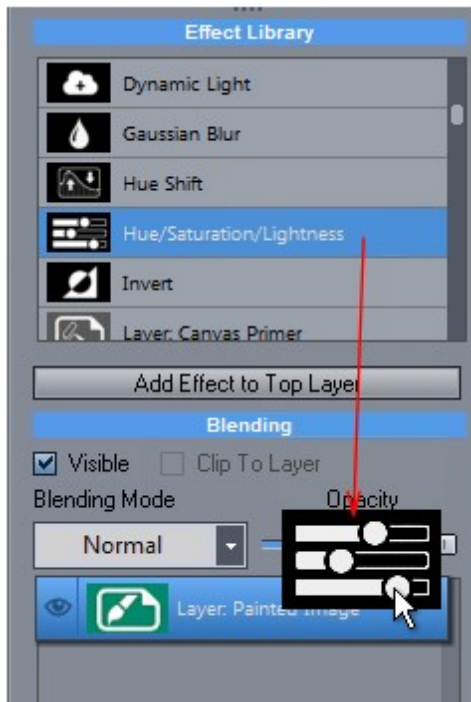 Effect Library
Dynamic Light
Gaussian Blur
Hue Shift
Hue/Saturation/Lightness
Invert
Layer: Canvas Primer
Add Effect to Top Layer
Blending
Visible Clip To Layer
Blending Mode Opacity
Normal
Layer: Painted Image